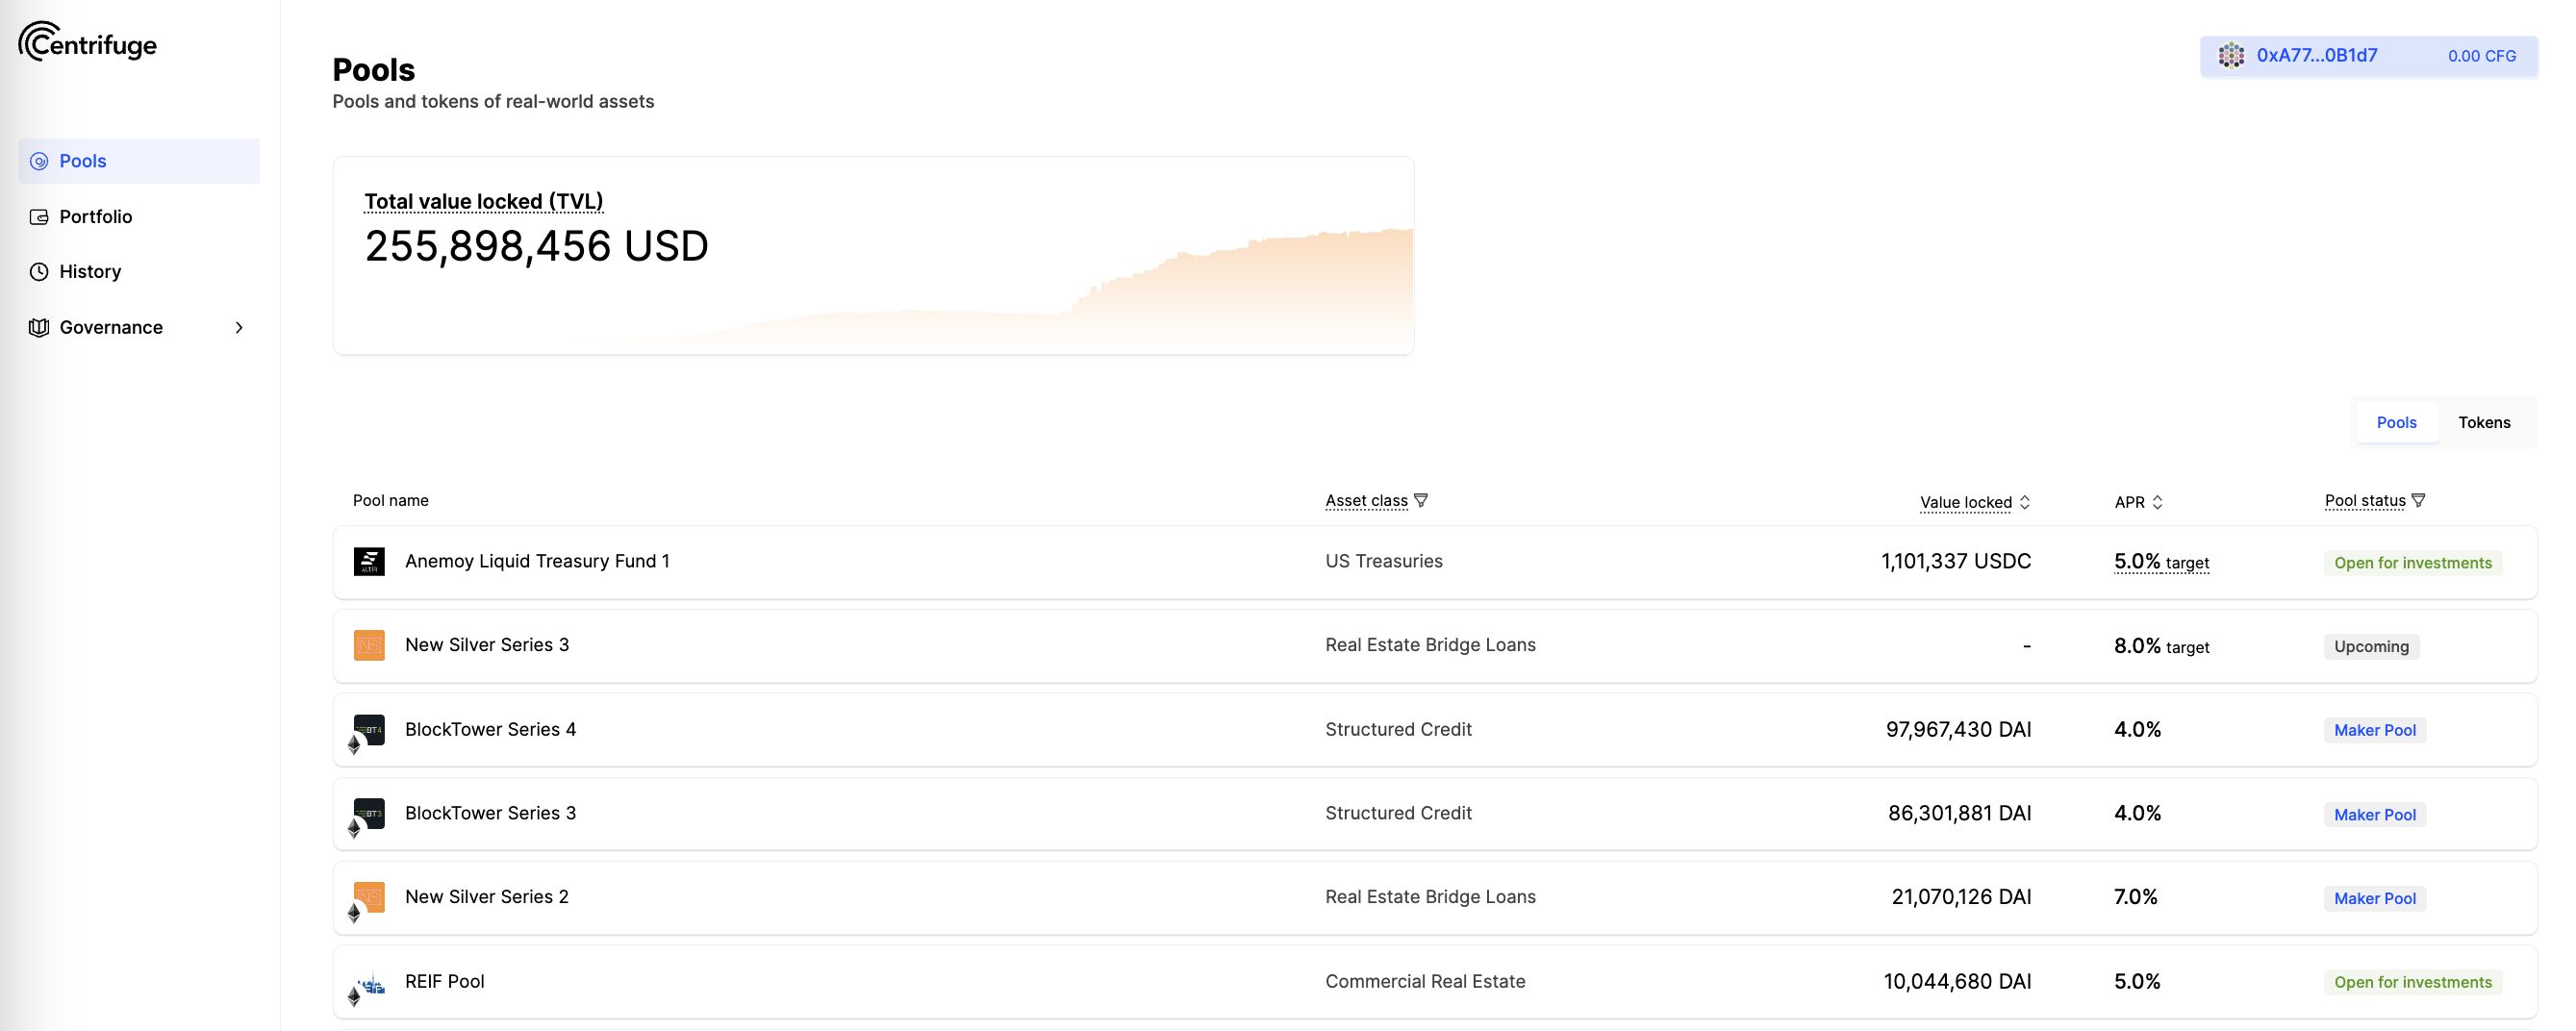 Centrifuge
Pools
Portfolio
History
Governance
Pools
Pools and tokens of real-world assets
0xA77...0B1d7 0.00 CFG
Total value locked (TVL)
255,898,456 USD
Pools Tokens
Pool name Asset class Value locked APR Pool status
Anemoy Liquid Treasury Fund 1 US Treasuries 1,101,337 USDC 5.0% target Open for investments
NS New Silver Series 3 Real Estate Bridge Loans - 8.0% target Upcoming
BT4 BlockTower Series 4 Structured Credit 97,967,430 DAI 4.0% Maker Pool
BT3 BlockTower Series 3 Structured Credit 86,301,881 DAI 4.0% Maker Pool
NS New Silver Series 2 Real Estate Bridge Loans 21,070,126 DAI 7.0% Maker Pool
REIF Pool Commercial Real Estate 10,044,680 DAI 5.0% Open for investments